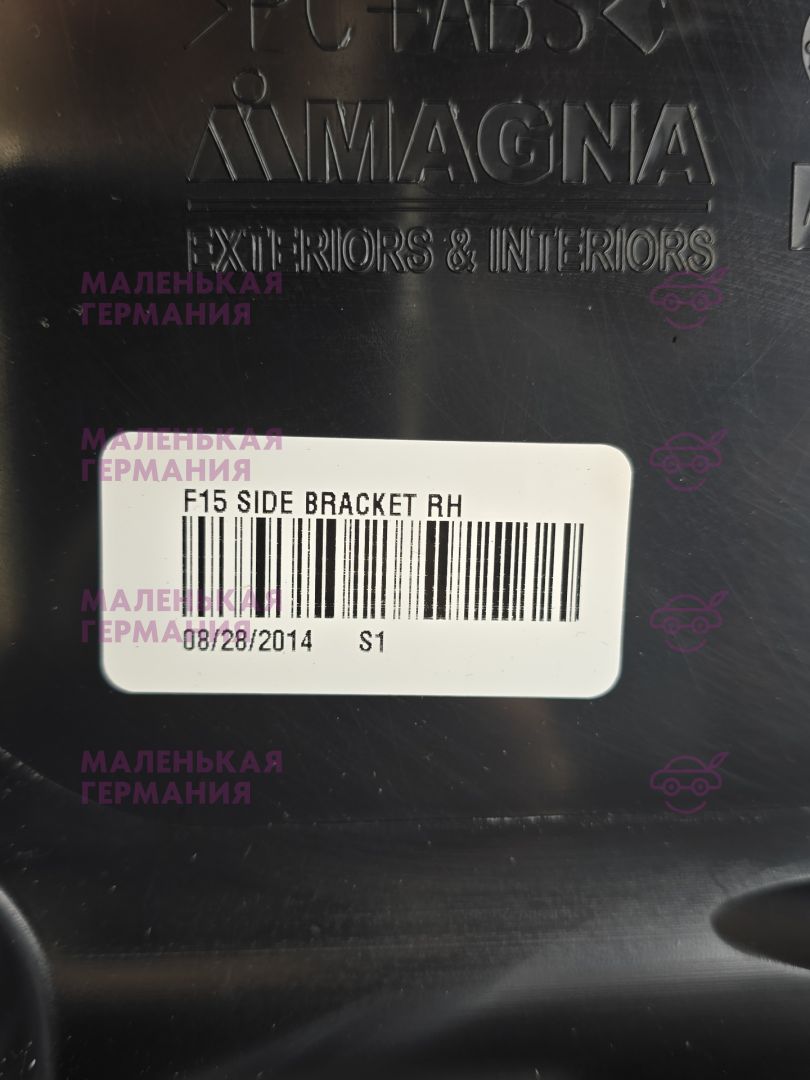 >PC+ABS<
MAGNA
EXTERIORS & INTERIORS
МАЛЕНЬКАЯ
ГЕРМАНИЯ
МАЛЕНЬКАЯ
ГЕРМАНИЯ
F15 SIDE BRACKET RH
МАЛЕНЬКАЯ
ГЕРМАНИЯ
08/28/2014 S1
МАЛЕНЬКАЯ
ГЕРМАНИЯ